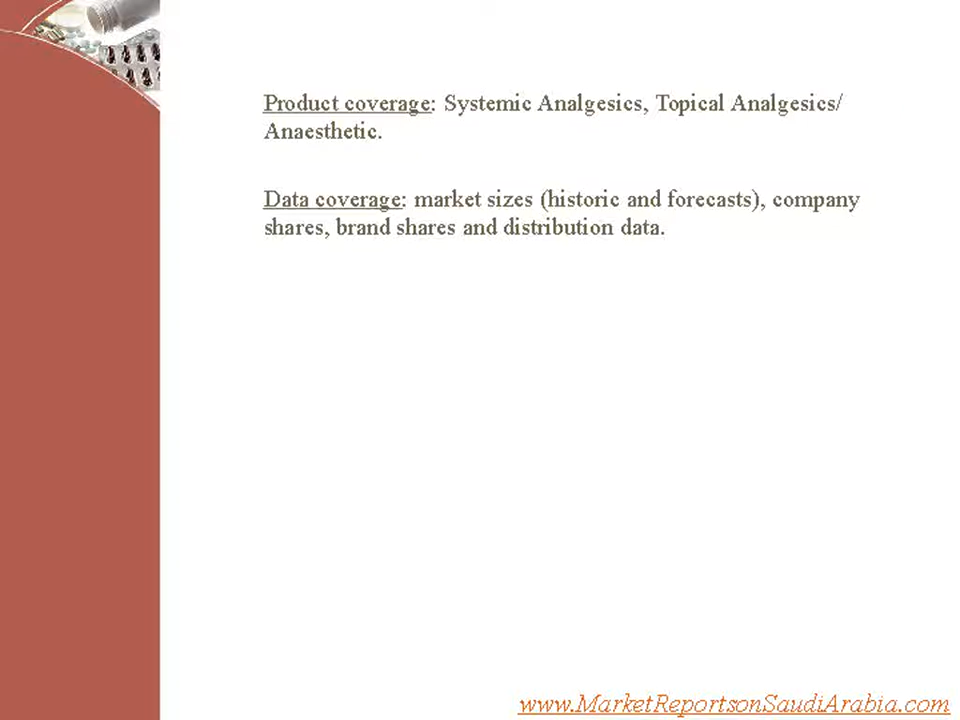 Product coverage: Systemic Analgesics, Topical Analgesics/
Anaesthetic.
Data coverage: market sizes (historic and forecasts), company
shares, brand shares and distribution data.
www.MarketReportsonSaudiArabia.com